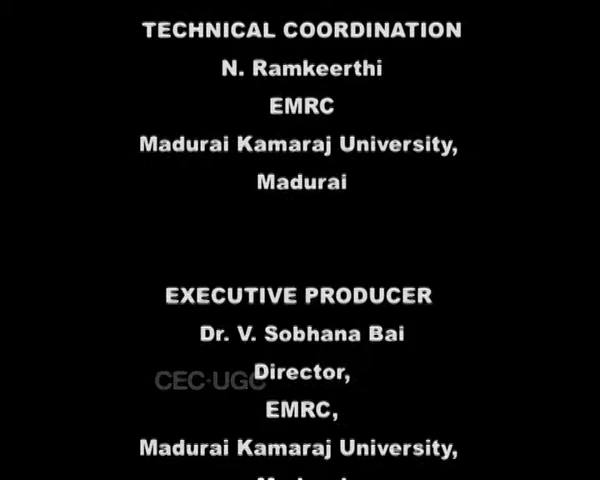 TECHNICAL COORDINATION
N. Ramkeerthi
EMRC
Madurai Kamaraj University,
Madurai
EXECUTIVE PRODUCER
Dr. V. Sobhana Bai
Director,
CEC-UGC
EMRC,
Madurai Kamaraj University,